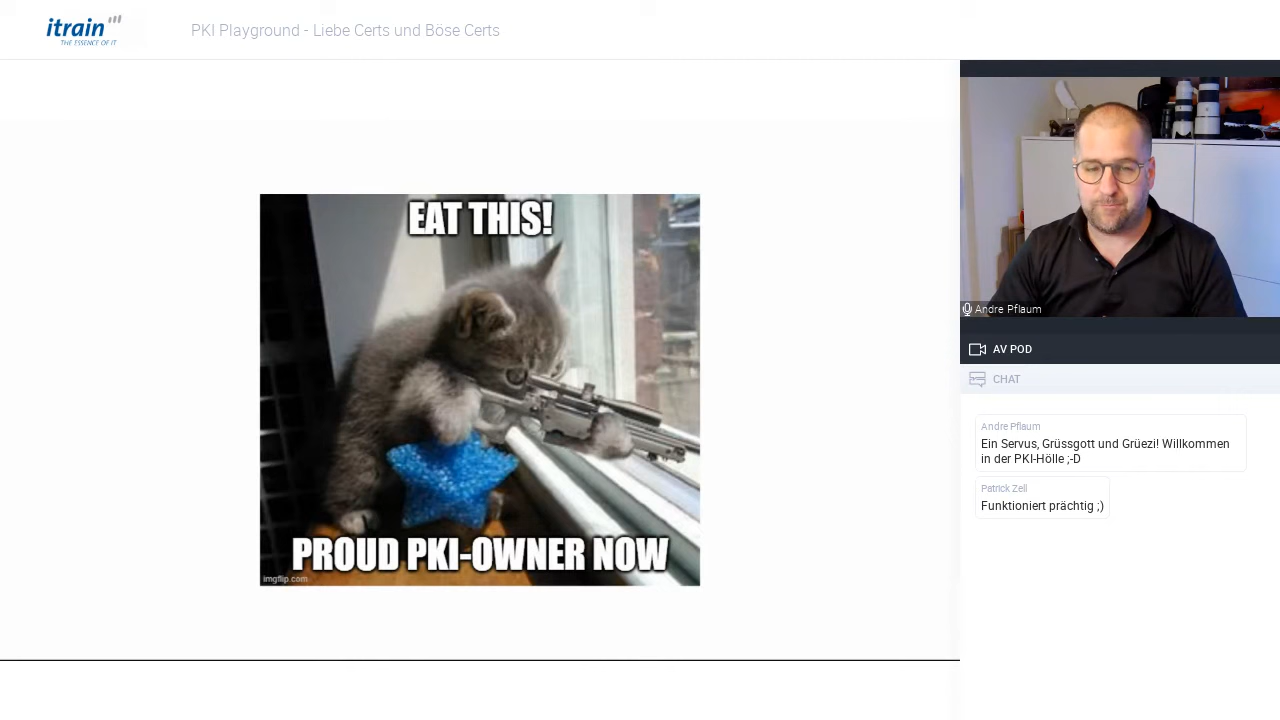 itrain
THE ESSENCE OF IT
PKI Playground - Liebe Certs und Böse Certs
EAT THIS!
PROUD PKI-OWNER NOW
imgflip.com
Andre Pflaum
AV POD
CHAT
Andre Pflaum
Ein Servus, Grüssgott und Grüezi! Willkommen
in der PKI-Hölle ;-D
Patrick Zell
Funktioniert prächtig ;)